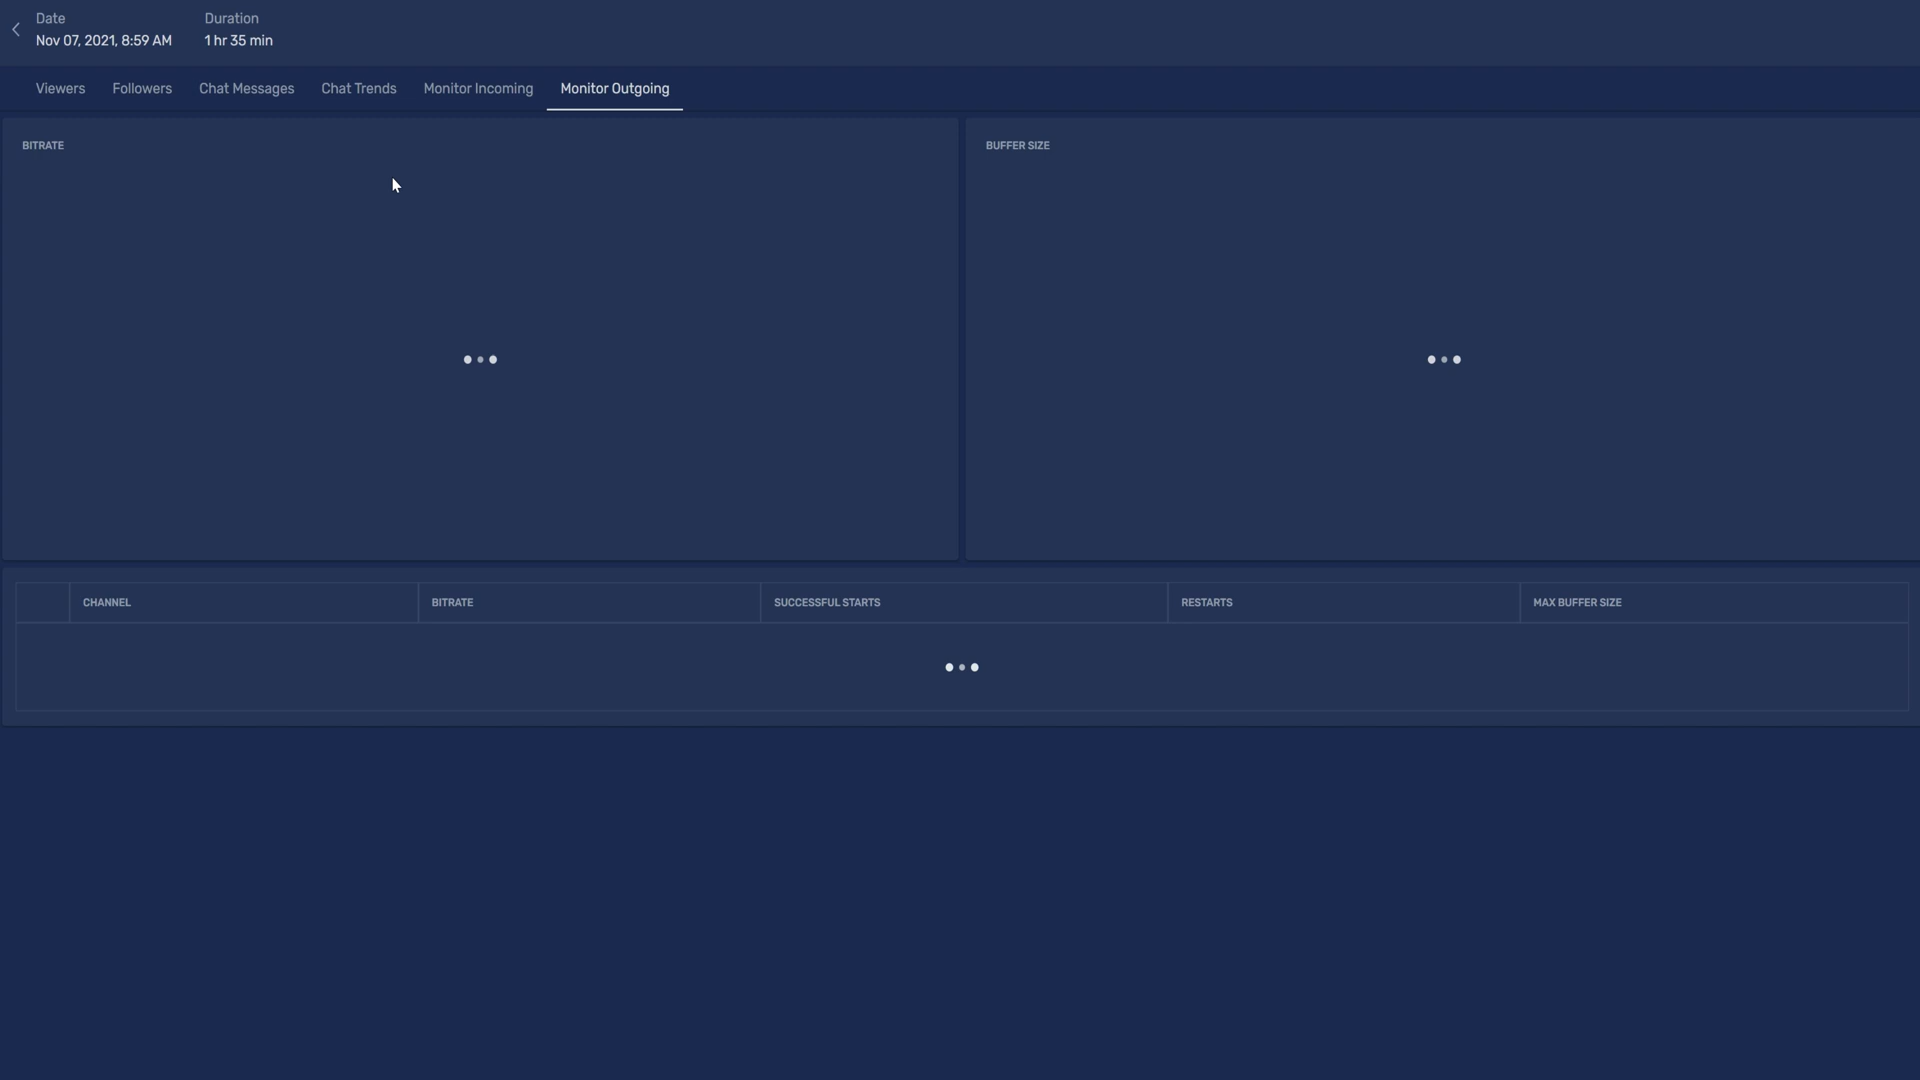 Date
Duration
Nov 07, 2021, 8:59 AM
1 hr 35 min
Viewers
Followers
Chat Messages
Chat Trends
Monitor Incoming
Monitor Outgoing
BITRATE
BUFFER SIZE
CHANNEL
BITRATE
SUCCESSFUL STARTS
RESTARTS
MAX BUFFER SIZE